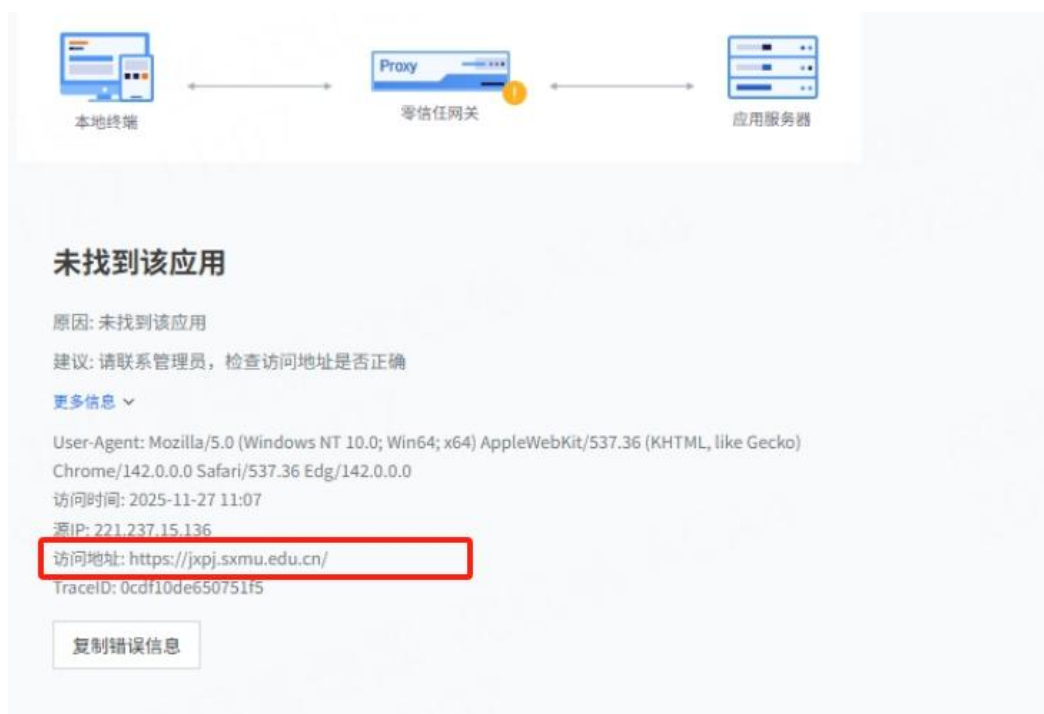 Proxy
本地终端
零信任网关
应用服务器
未找到该应用
原因: 未找到该应用
建议: 请联系管理员，检查访问地址是否正确
更多信息
User-Agent: Mozilla/5.0 (Windows NT 10.0; Win64; x64) AppleWebKit/537.36 (KHTML, like Gecko)
Chrome/142.0.0.0 Safari/537.36 Edg/142.0.0.0
访问时间: 2025-11-27 11:07
源IP: 221.237.15.136
访问地址: https://jxpj.sxmu.edu.cn/
TraceID: 0cdf10de650751f5
复制错误信息